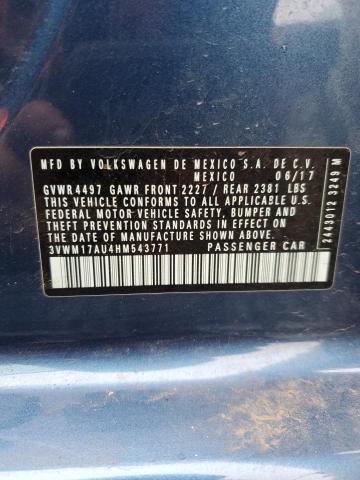 MFD BY VOLKSWAGEN DE MEXICO S.A. DE C.V.
MEXICO 06/17
GVWR4497 GAWR FRONT 2227 / REAR 2381 LBS
THIS VEHICLE CONFORMS TO ALL APPLICABLE U.S.
FEDERAL MOTOR VEHICLE SAFETY, BUMPER AND
THEFT PREVENTION STANDARDS IN EFFECT ON
THE DATE OF MANUFACTURE SHOWN ABOVE.
3VWM17AU4HM543771 PASSENGER CAR
2443012 3249 M